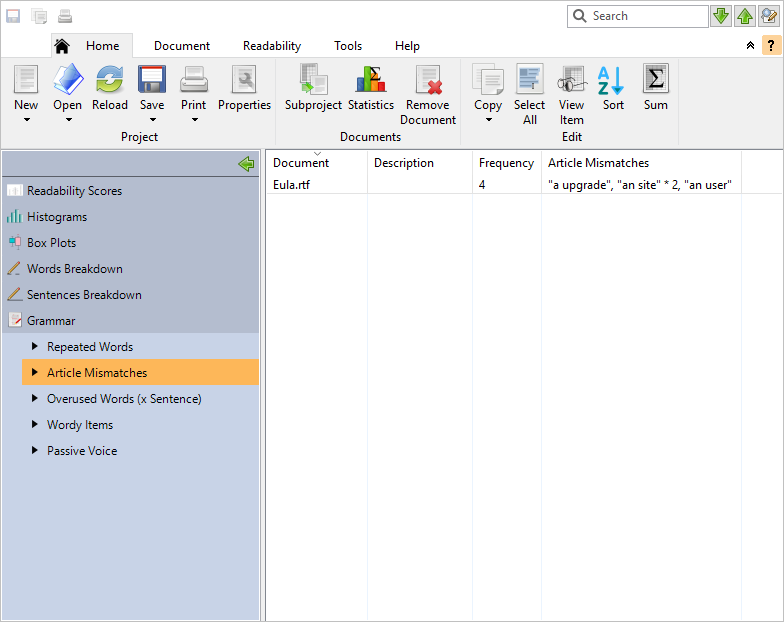 Search
Home Document Readability Tools Help
?
New Open Reload Save Print Properties Subproject Statistics Remove Document Copy Select All View Item Sort Sum
Project Documents Edit
Document Description Frequency Article Mismatches
Eula.rtf 4 "a upgrade", "an site" * 2, "an user"
Readability Scores
Histograms
Box Plots
Words Breakdown
Sentences Breakdown
Grammar
Repeated Words
Article Mismatches
Overused Words (x Sentence)
Wordy Items
Passive Voice